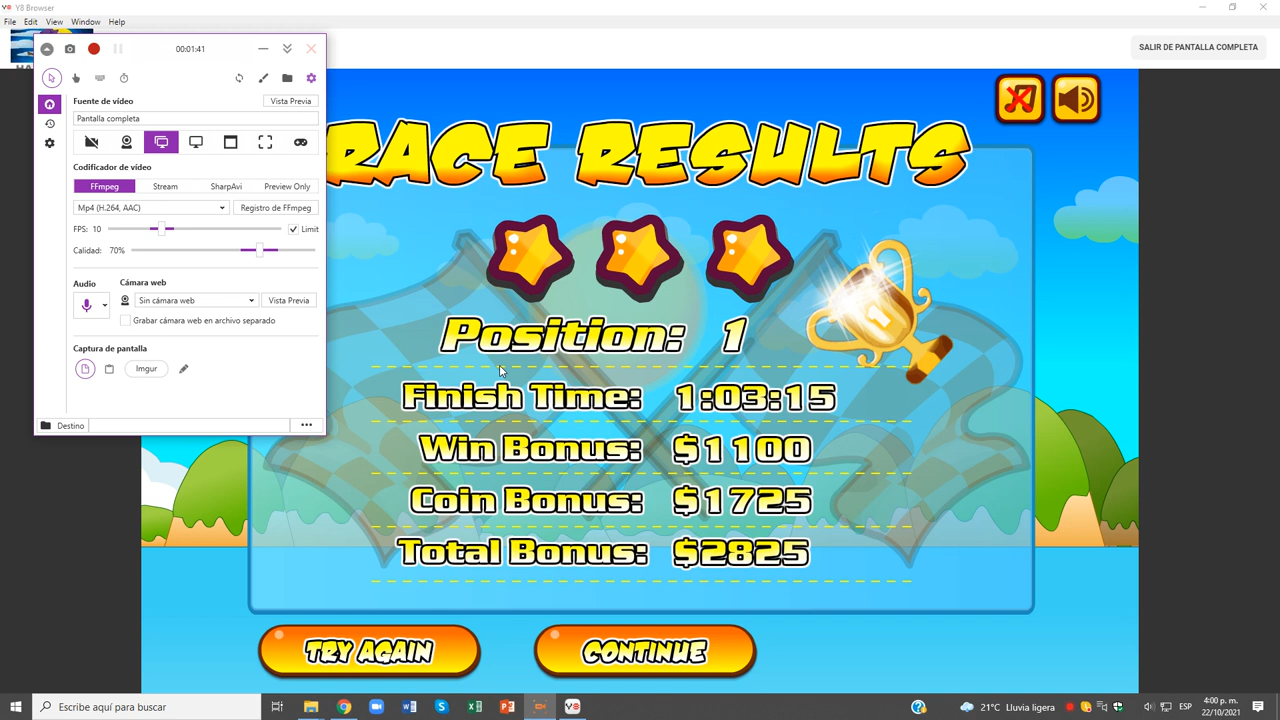 Y8 Browser
File Edit View Window Help
SALIR DE PANTALLA COMPLETA
00:01:41
Fuente de vídeo
Vista Previa
Pantalla completa
Codificador de vídeo
FFmpeg Stream SharpAvi Preview Only
Mp4 (H.264, AAC)
Registro de FFmpeg
FPS: 10
Limit
Calidad: 70%
Audio
Cámara web
Sin cámara web
Vista Previa
Grabar cámara web en archivo separado
Captura de pantalla
Imgur
Destino
RACE RESULTS
Position: 1
1
Finish Time: 1:03:15
Win Bonus: $1100
Coin Bonus: $1725
Total Bonus: $2825
TRY AGAIN
CONTINUE
Escribe aquí para buscar
21°C Lluvia ligera
ESP
4:00 p. m.
22/10/2021